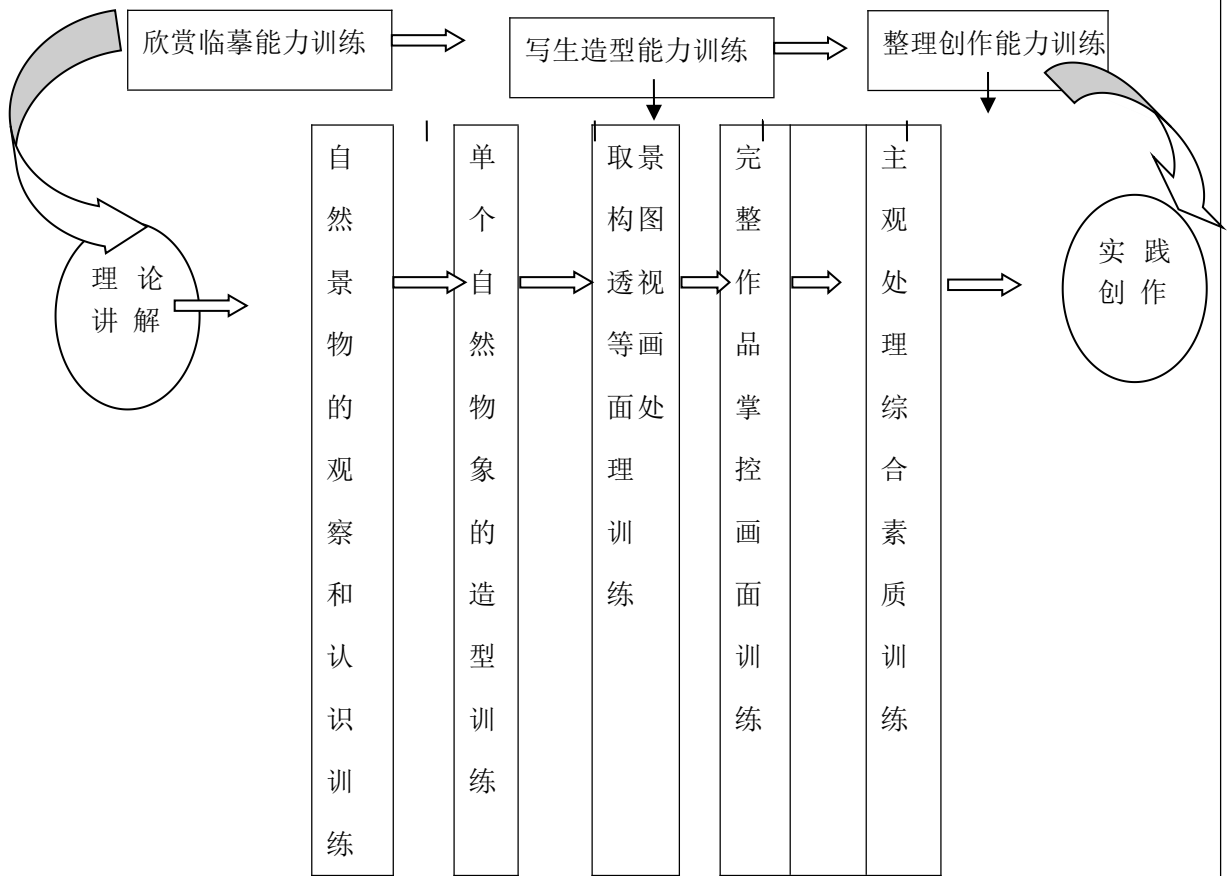 欣赏临摹能力训练
写生造型能力训练
整理创作能力训练
理 论
讲 解
自然景物的观察和认识训练
单个自然物象的造型训练
取景
构图
透视
等画
面处
理
训
练
完整作品掌控画面训练
主观处理综合素质训练
实 践
创 作